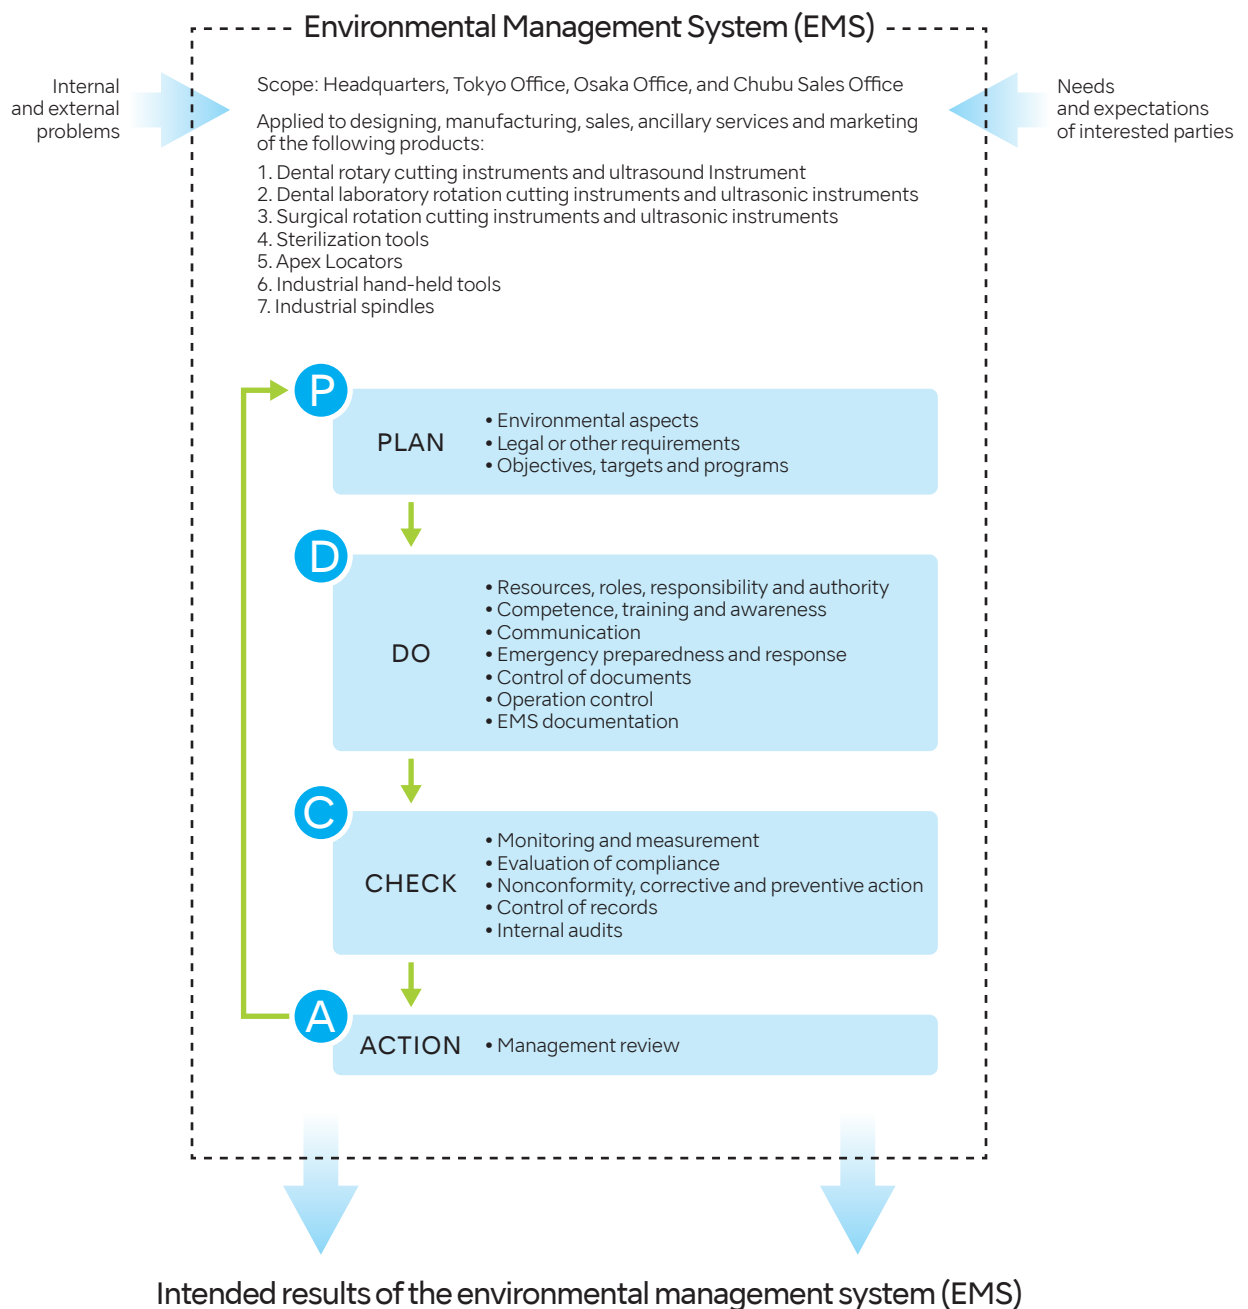 Environmental Management System (EMS)
Internal
and external
problems
Needs
and expectations
of interested parties
Scope: Headquarters, Tokyo Office, Osaka Office, and Chubu Sales Office
Applied to designing, manufacturing, sales, ancillary services and marketing
of the following products:
1. Dental rotary cutting instruments and ultrasound Instrument
2. Dental laboratory rotation cutting instruments and ultrasonic instruments
3. Surgical rotation cutting instruments and ultrasonic instruments
4. Sterilization tools
5. Apex Locators
6. Industrial hand-held tools
7. Industrial spindles
P
PLAN
• Environmental aspects
• Legal or other requirements
• Objectives, targets and programs
D
DO
• Resources, roles, responsibility and authority
• Competence, training and awareness
• Communication
• Emergency preparedness and response
• Control of documents
• Operation control
• EMS documentation
C
CHECK
• Monitoring and measurement
• Evaluation of compliance
• Nonconformity, corrective and preventive action
• Control of records
• Internal audits
A
ACTION
• Management review
Intended results of the environmental management system (EMS)